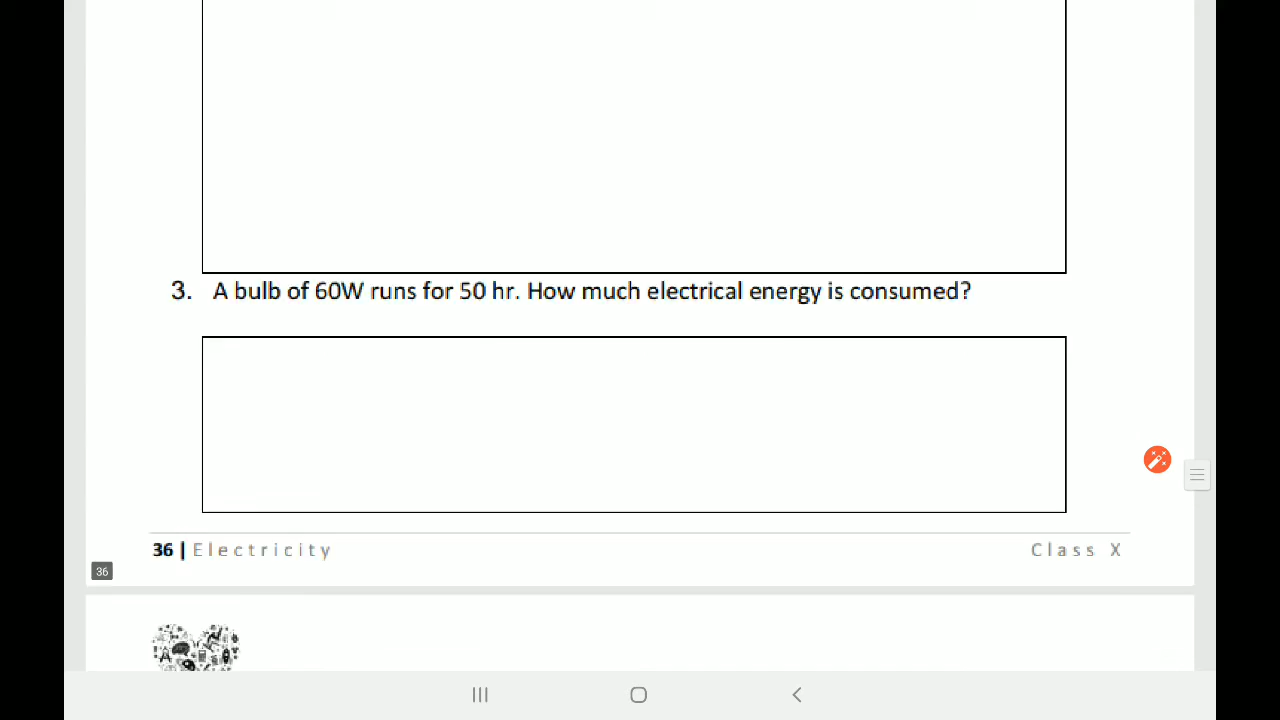 3. A bulb of 60W runs for 50 hr. How much electrical energy is consumed?
36 | Electricity
Class X
36